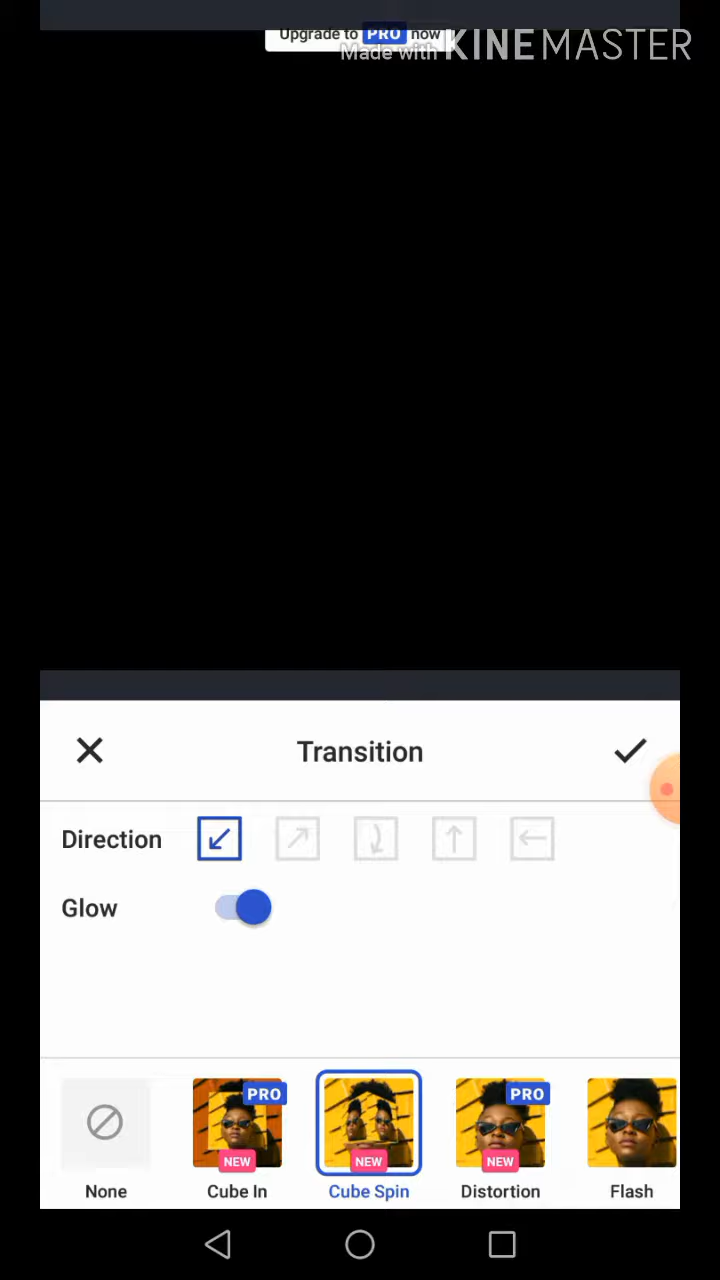 Upgrade to PRO now
Made with KINEMASTER
Transition
Direction
Glow
PRO
PRO
NEW
NEW
NEW
None
Cube In
Cube Spin
Distortion
Flash